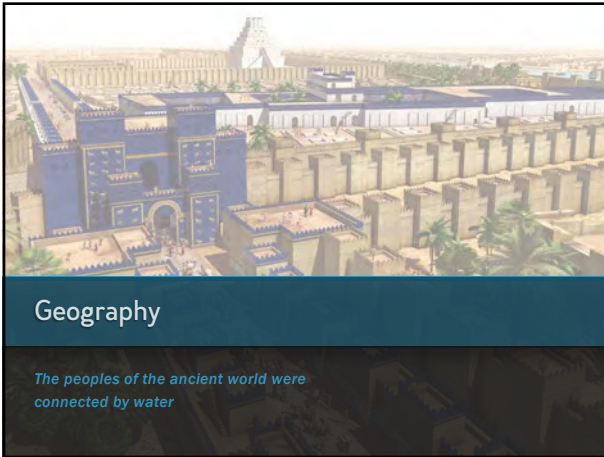 Geography
The peoples of the ancient world were
connected by water